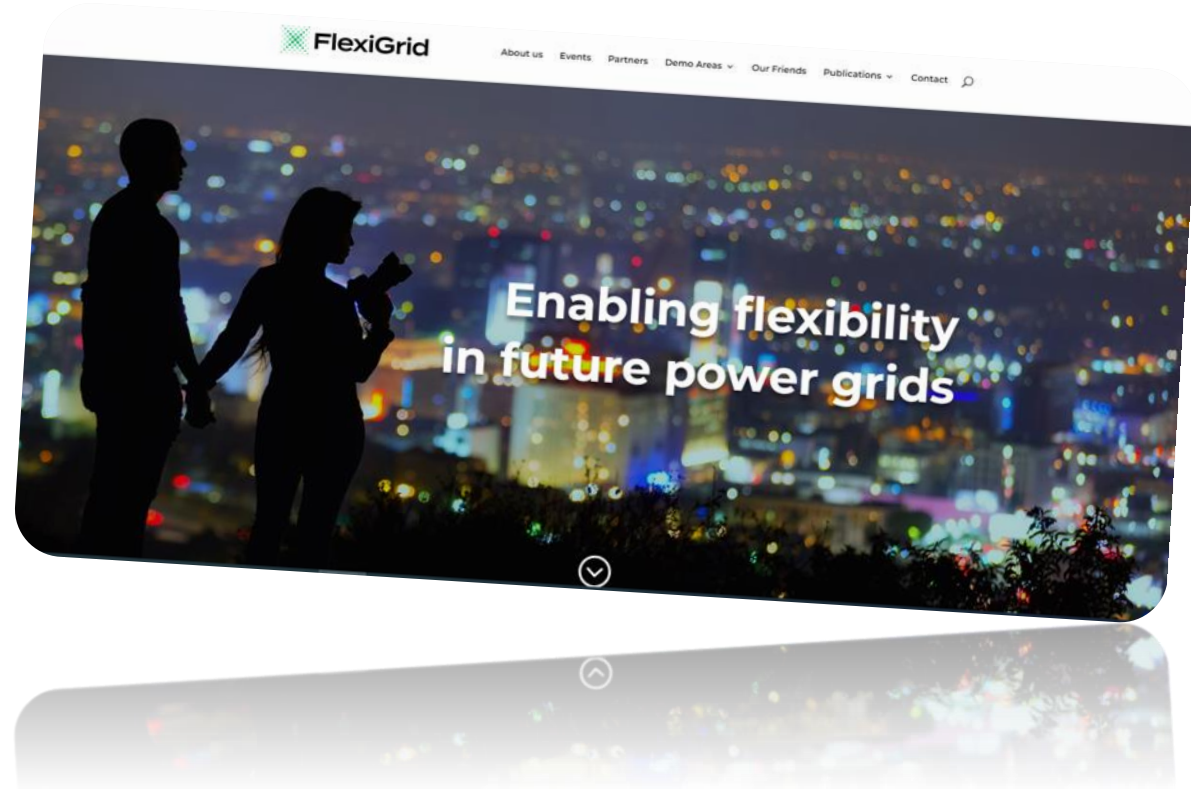 FlexiGrid
About us Events Partners Demo Areas Our Friends Publications Contact
Enabling flexibility
in future power grids